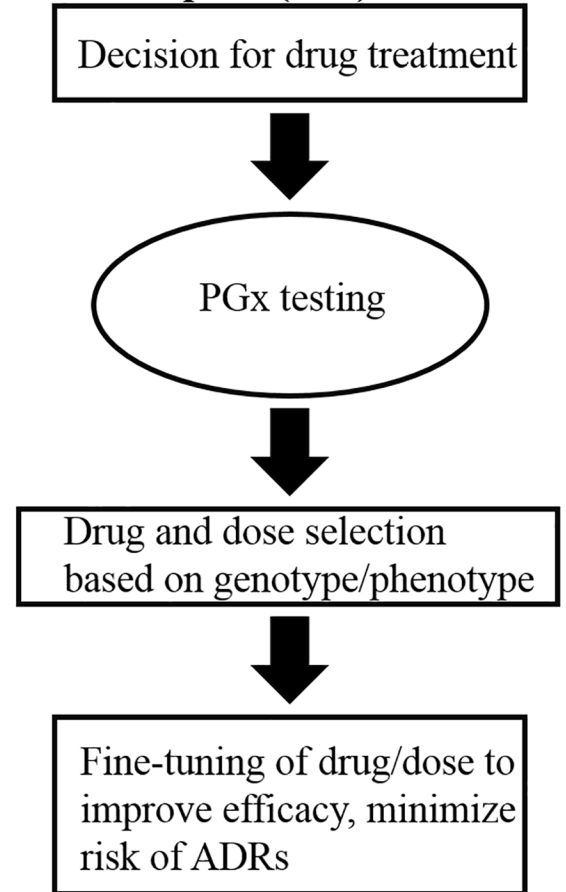 Decision for drug treatment
PGx testing
Drug and dose selection
based on genotype/phenotype
Fine-tuning of drug/dose to
improve efficacy, minimize
risk of ADRs